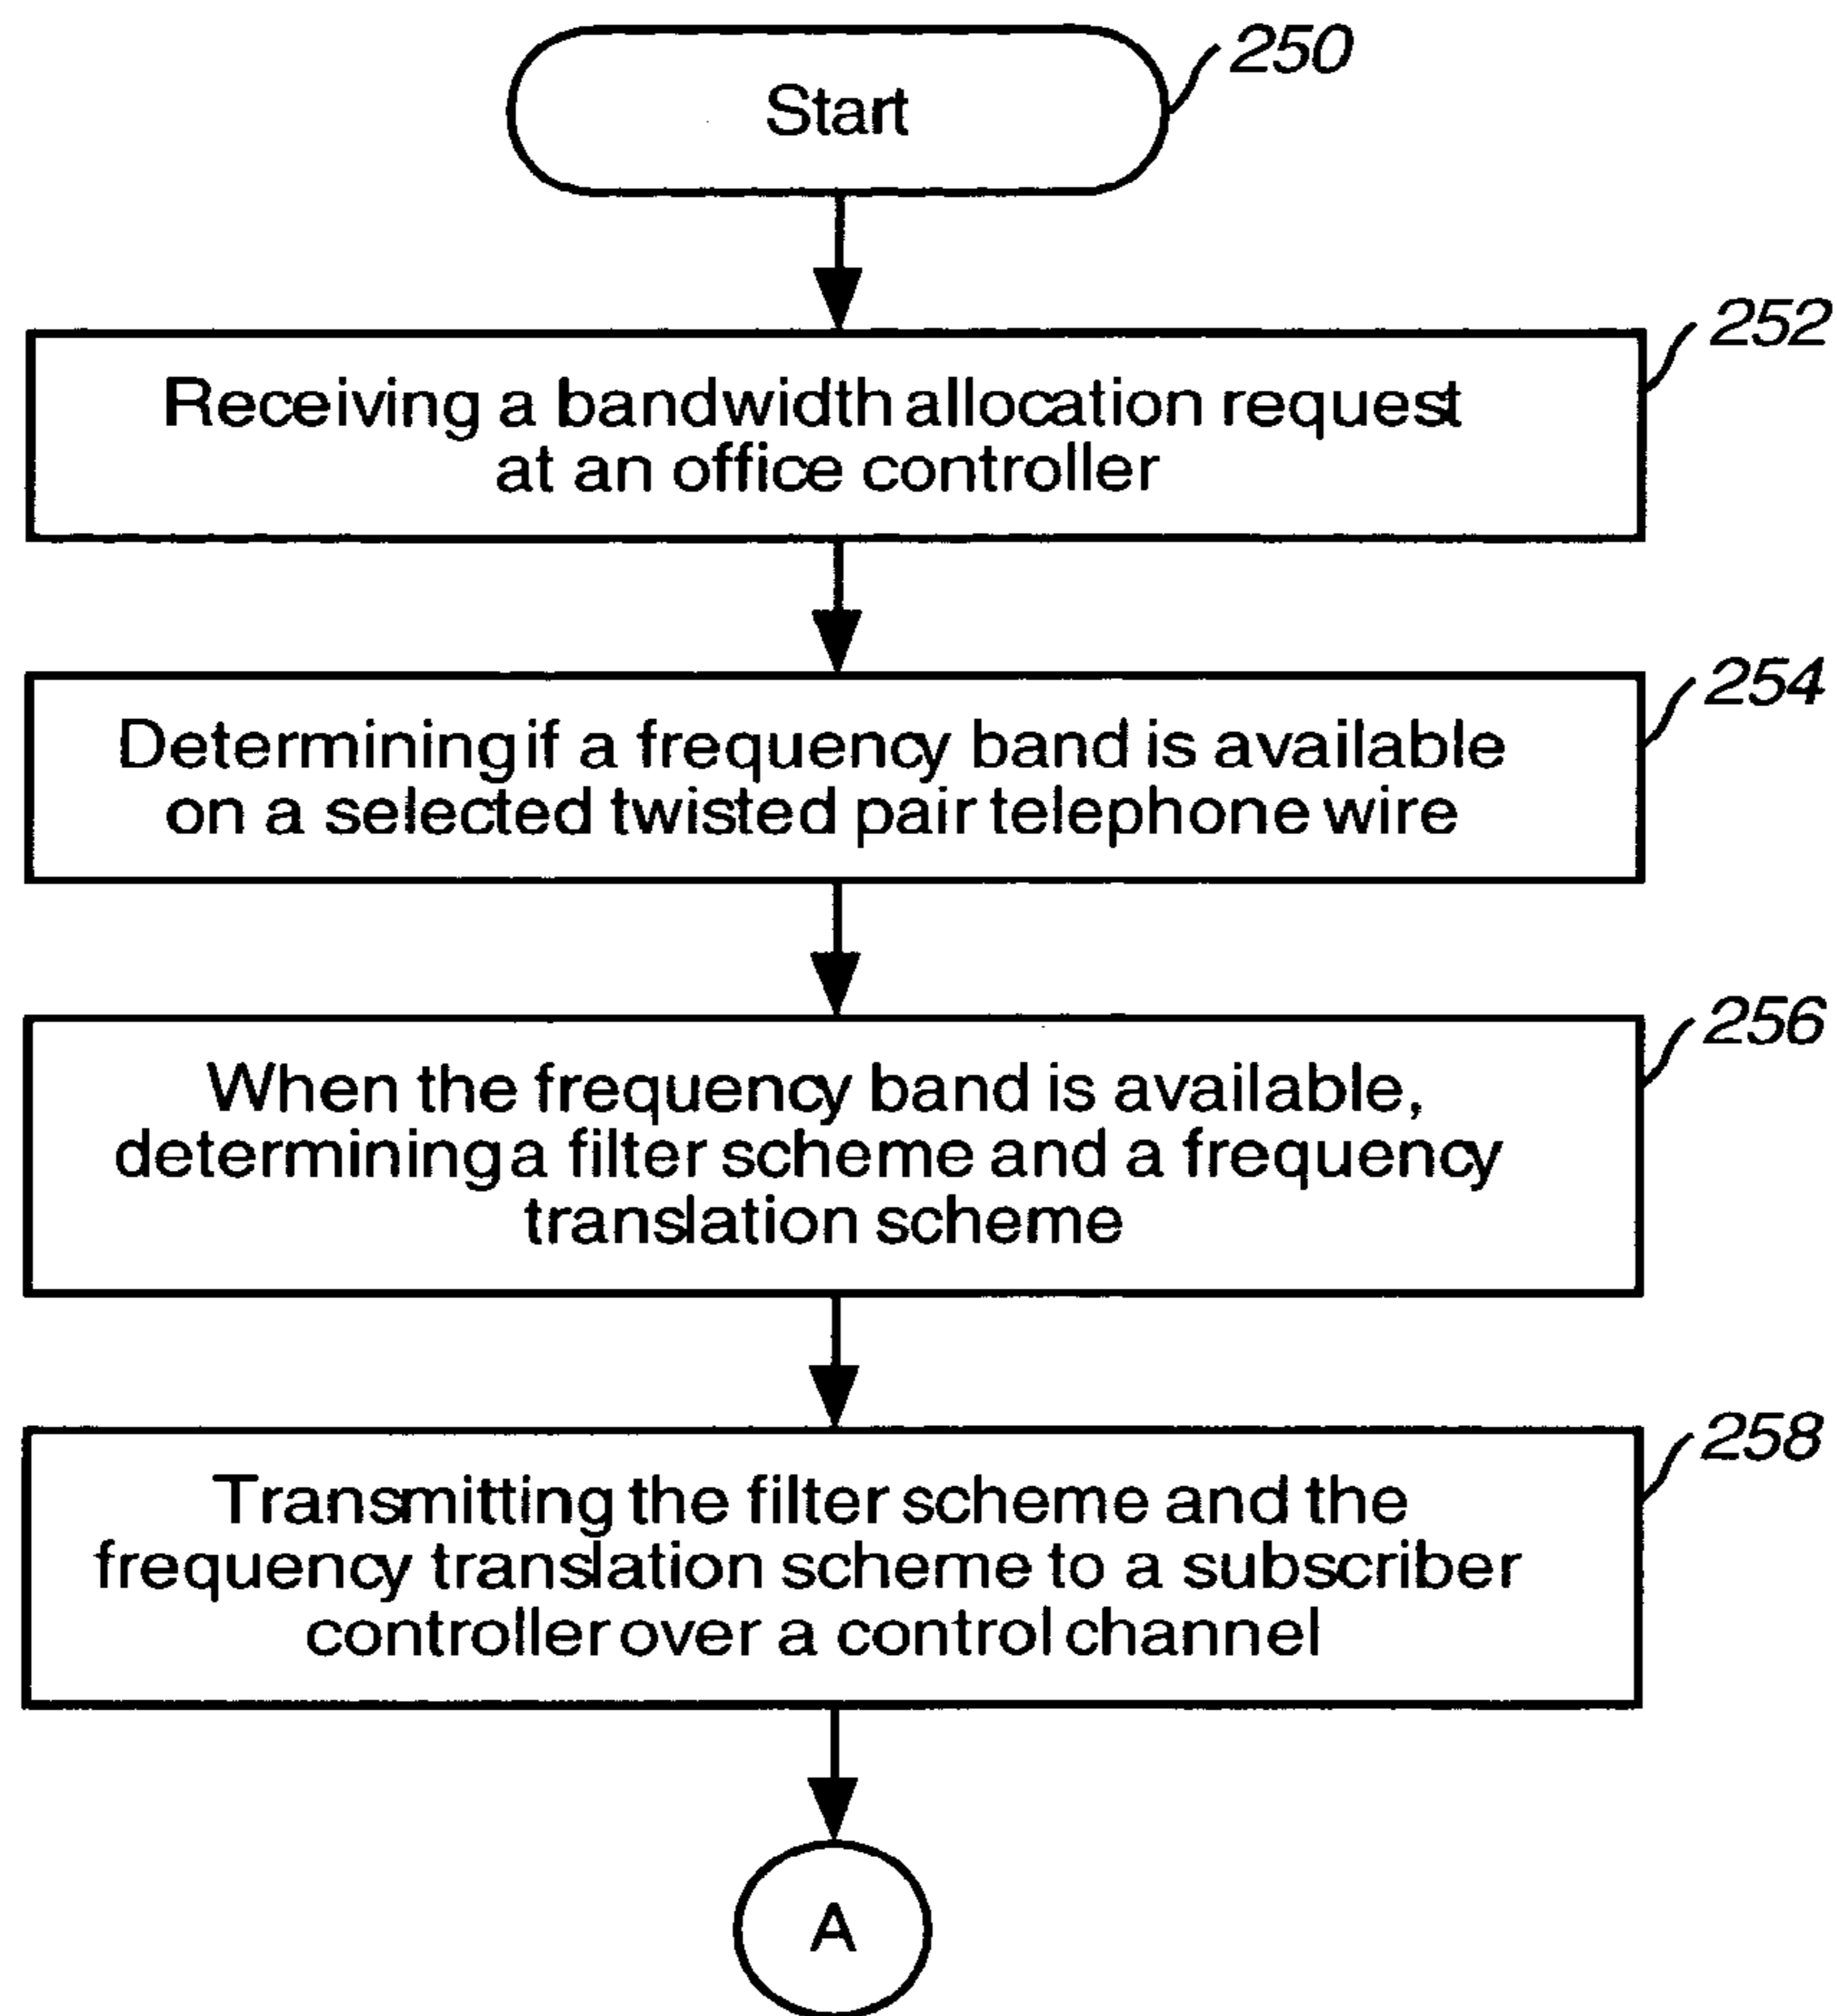 Start
250
252
Receiving a bandwidth allocation request
at an office controller
254
Determining if a frequency band is available
on a selected twisted pair telephone wire
256
When the frequency band is available,
determining a filter scheme and a frequency
translation scheme
258
Transmitting the filter scheme and the
frequency translation scheme to a subscriber
controller over a control channel
A